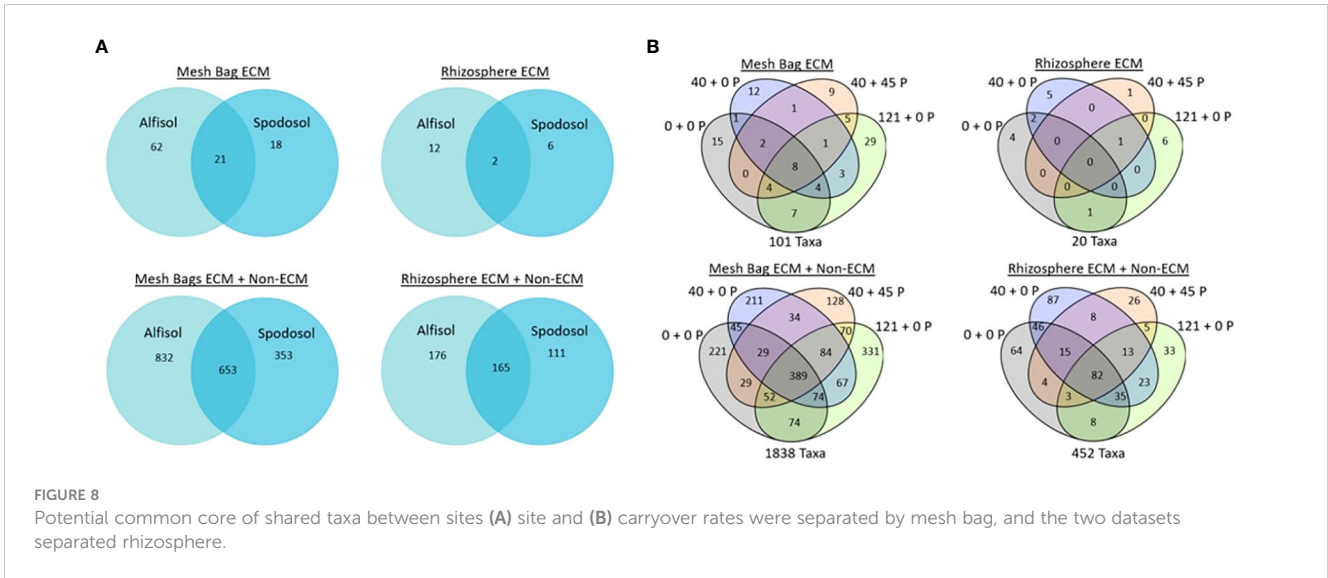 A
Mesh Bag ECM
Alfisol
62
21
Spodosol
18
Rhizosphere ECM
Alfisol
12
2
Spodosol
6
Mesh Bags ECM + Non-ECM
Alfisol
832
653
Spodosol
353
Rhizosphere ECM + Non-ECM
Alfisol
176
165
Spodosol
111
B
Mesh Bag ECM
40 + 0 P
40 + 45 P
0 + 0 P
121 + 0 P
12
9
1
1
5
15
2
1
29
0
8
3
4
4
7
101 Taxa
Rhizosphere ECM
40 + 0 P
40 + 45 P
0 + 0 P
121 + 0 P
5
1
0
2
0
4
0
1
6
0
0
0
0
0
1
20 Taxa
Mesh Bag ECM + Non-ECM
40 + 0 P
40 + 45 P
0 + 0 P
121 + 0 P
211
128
34
45
70
221
29
84
331
29
389
67
52
74
74
1838 Taxa
Rhizosphere ECM + Non-ECM
40 + 0 P
40 + 45 P
0 + 0 P
121 + 0 P
87
26
8
46
5
64
15
13
33
4
82
23
3
35
8
452 Taxa
FIGURE 8
Potential common core of shared taxa between sites (A) site and (B) carryover rates were separated by mesh bag, and the two datasets
separated rhizosphere.